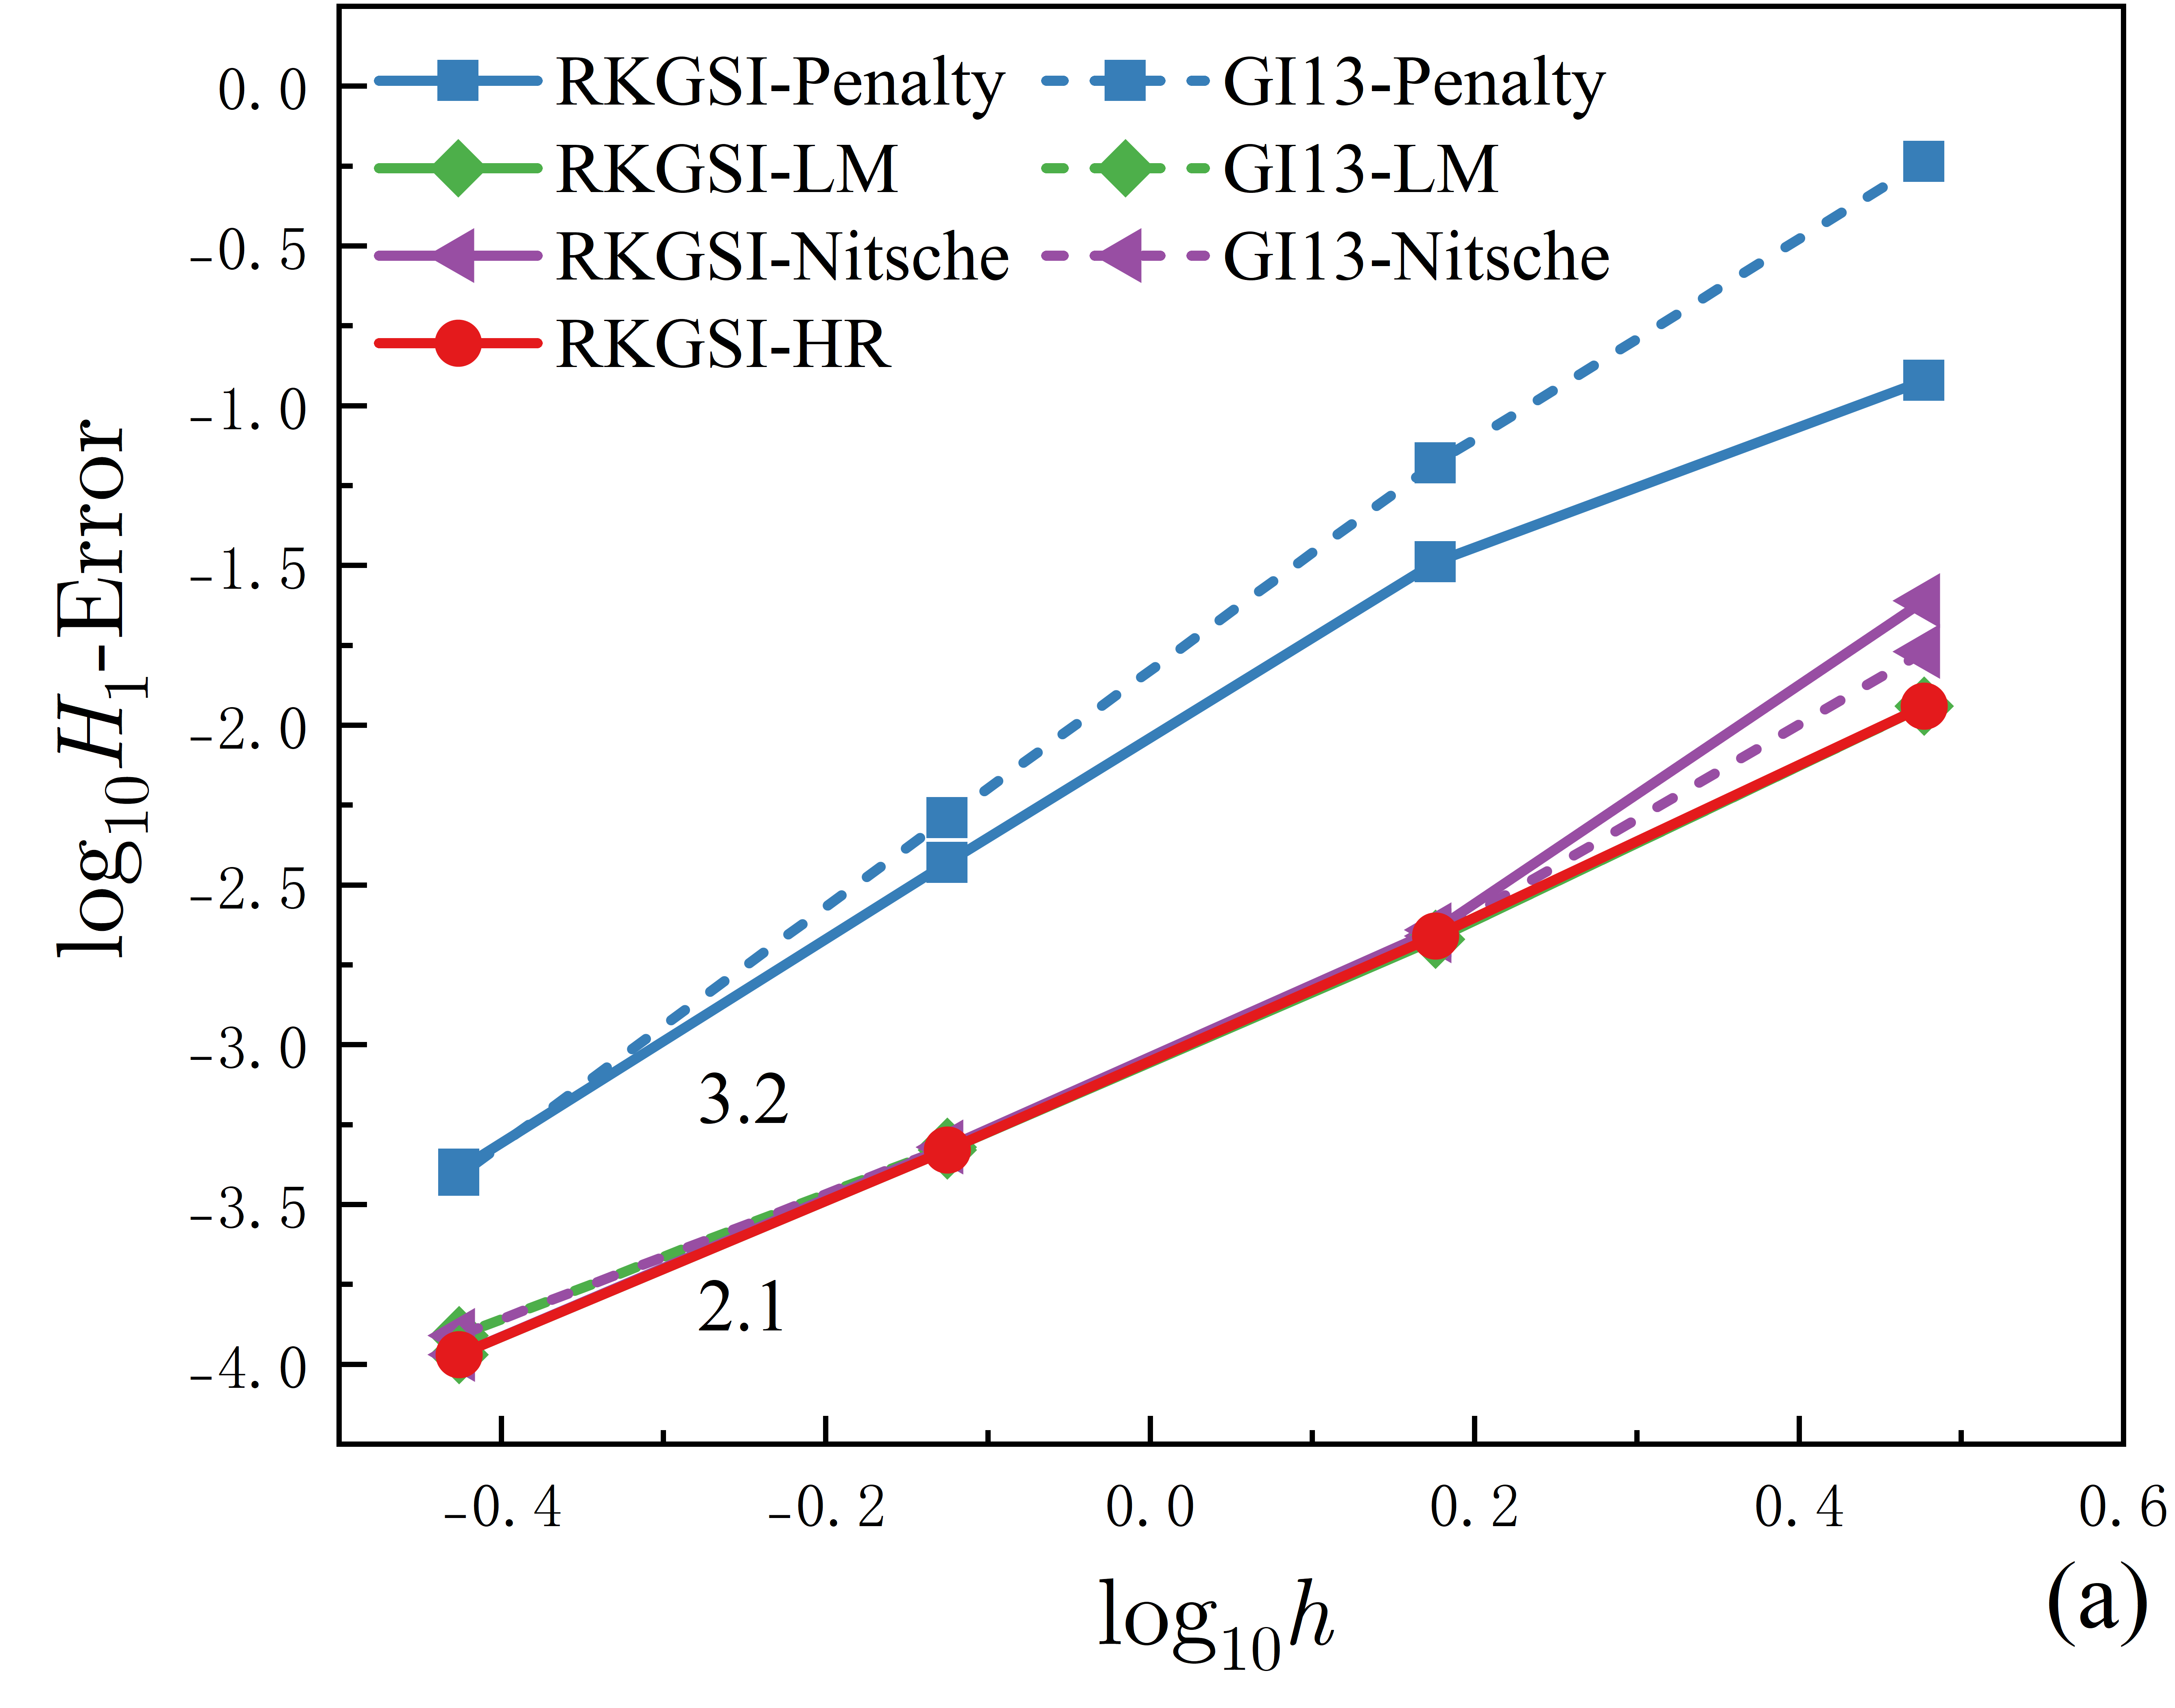 RKGSI-Penalty GI13-Penalty
RKGSI-LM GI13-LM
RKGSI-Nitsche GI13-Nitsche
RKGSI-HR
log₁₀H₁-Error
0.0
-0.5
-1.0
-1.5
-2.0
-2.5
-3.0
-3.5
-4.0
3.2
2.1
-0.4 -0.2 0.0 0.2 0.4 0.6
log₁₀h
(a)